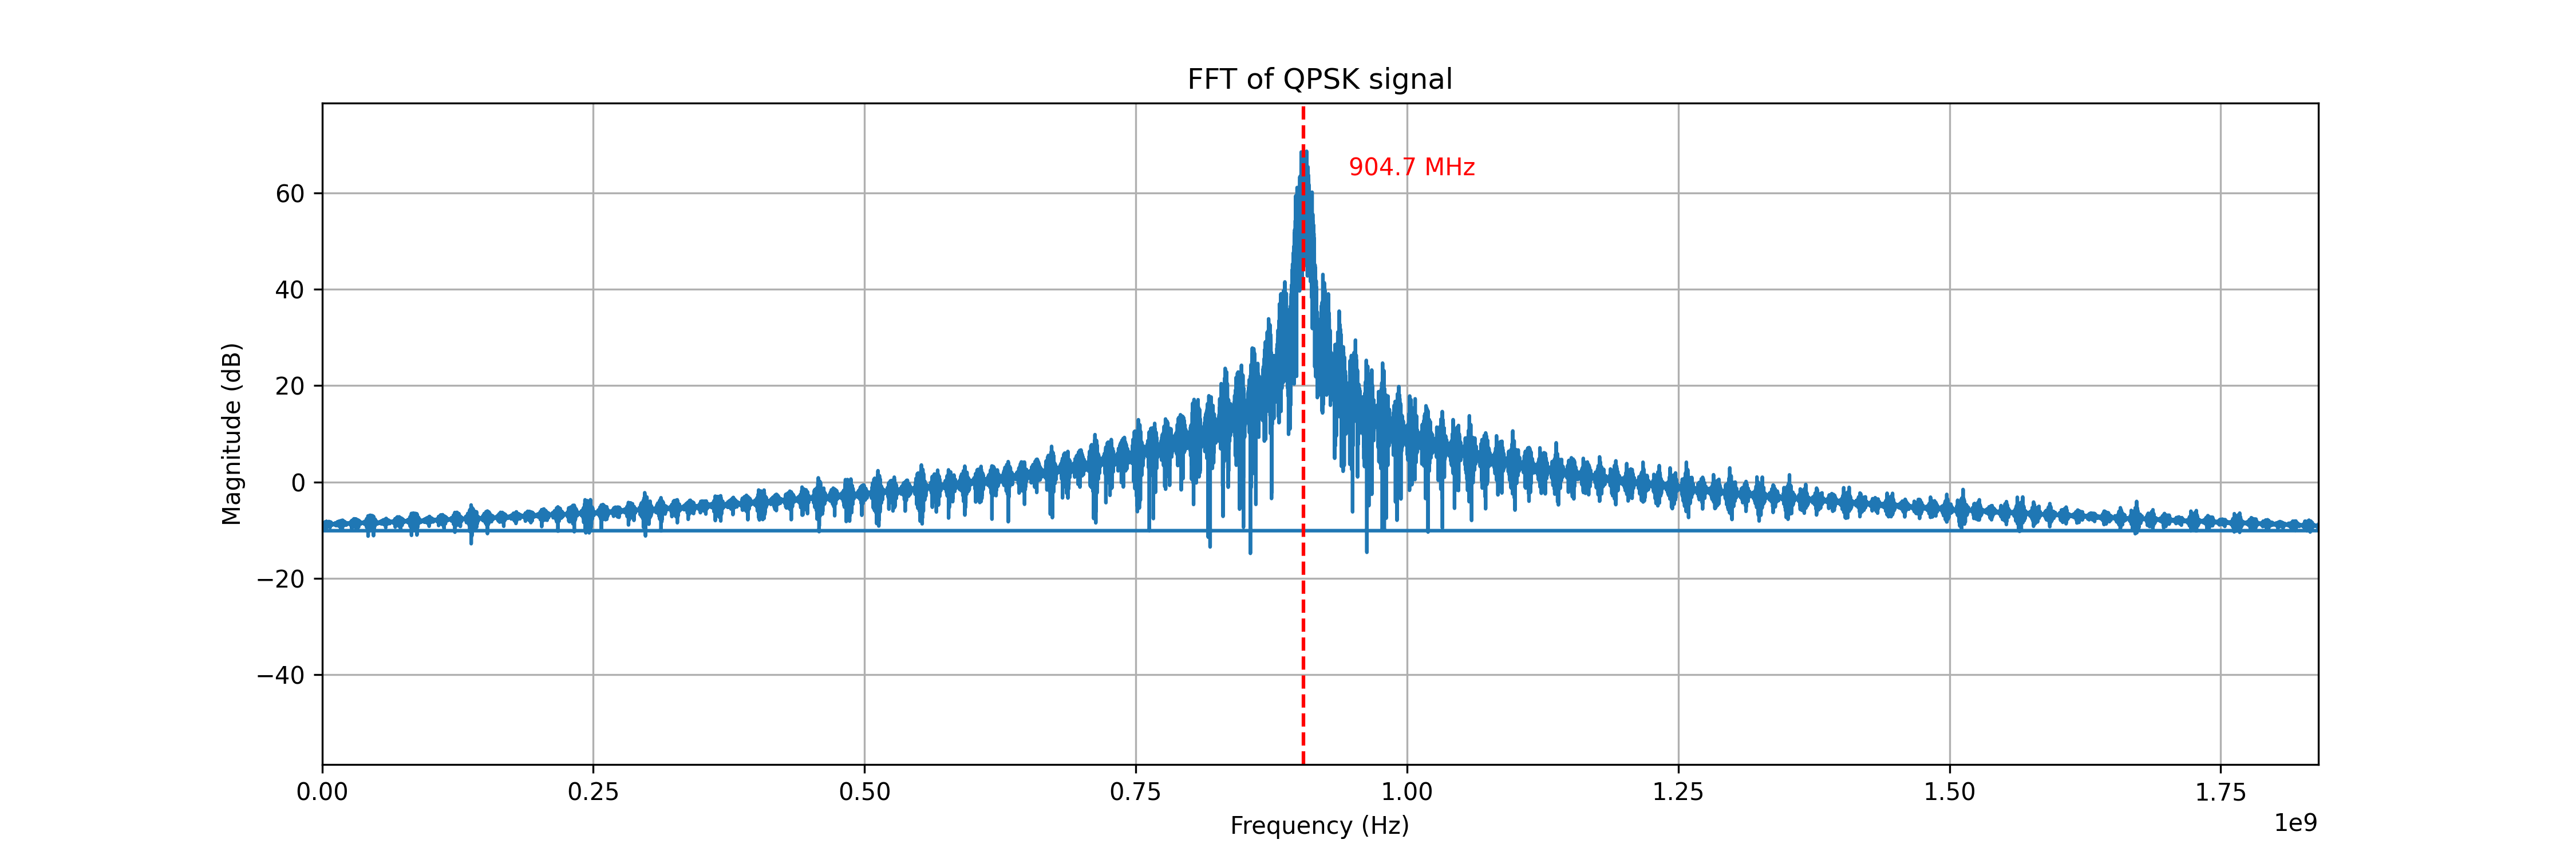 FFT of QPSK signal
904.7 MHz
60
40
20
0
−20
−40
Magnitude (dB)
0.00 0.25 0.50 0.75 1.00 1.25 1.50 1.75
Frequency (Hz)
1e9